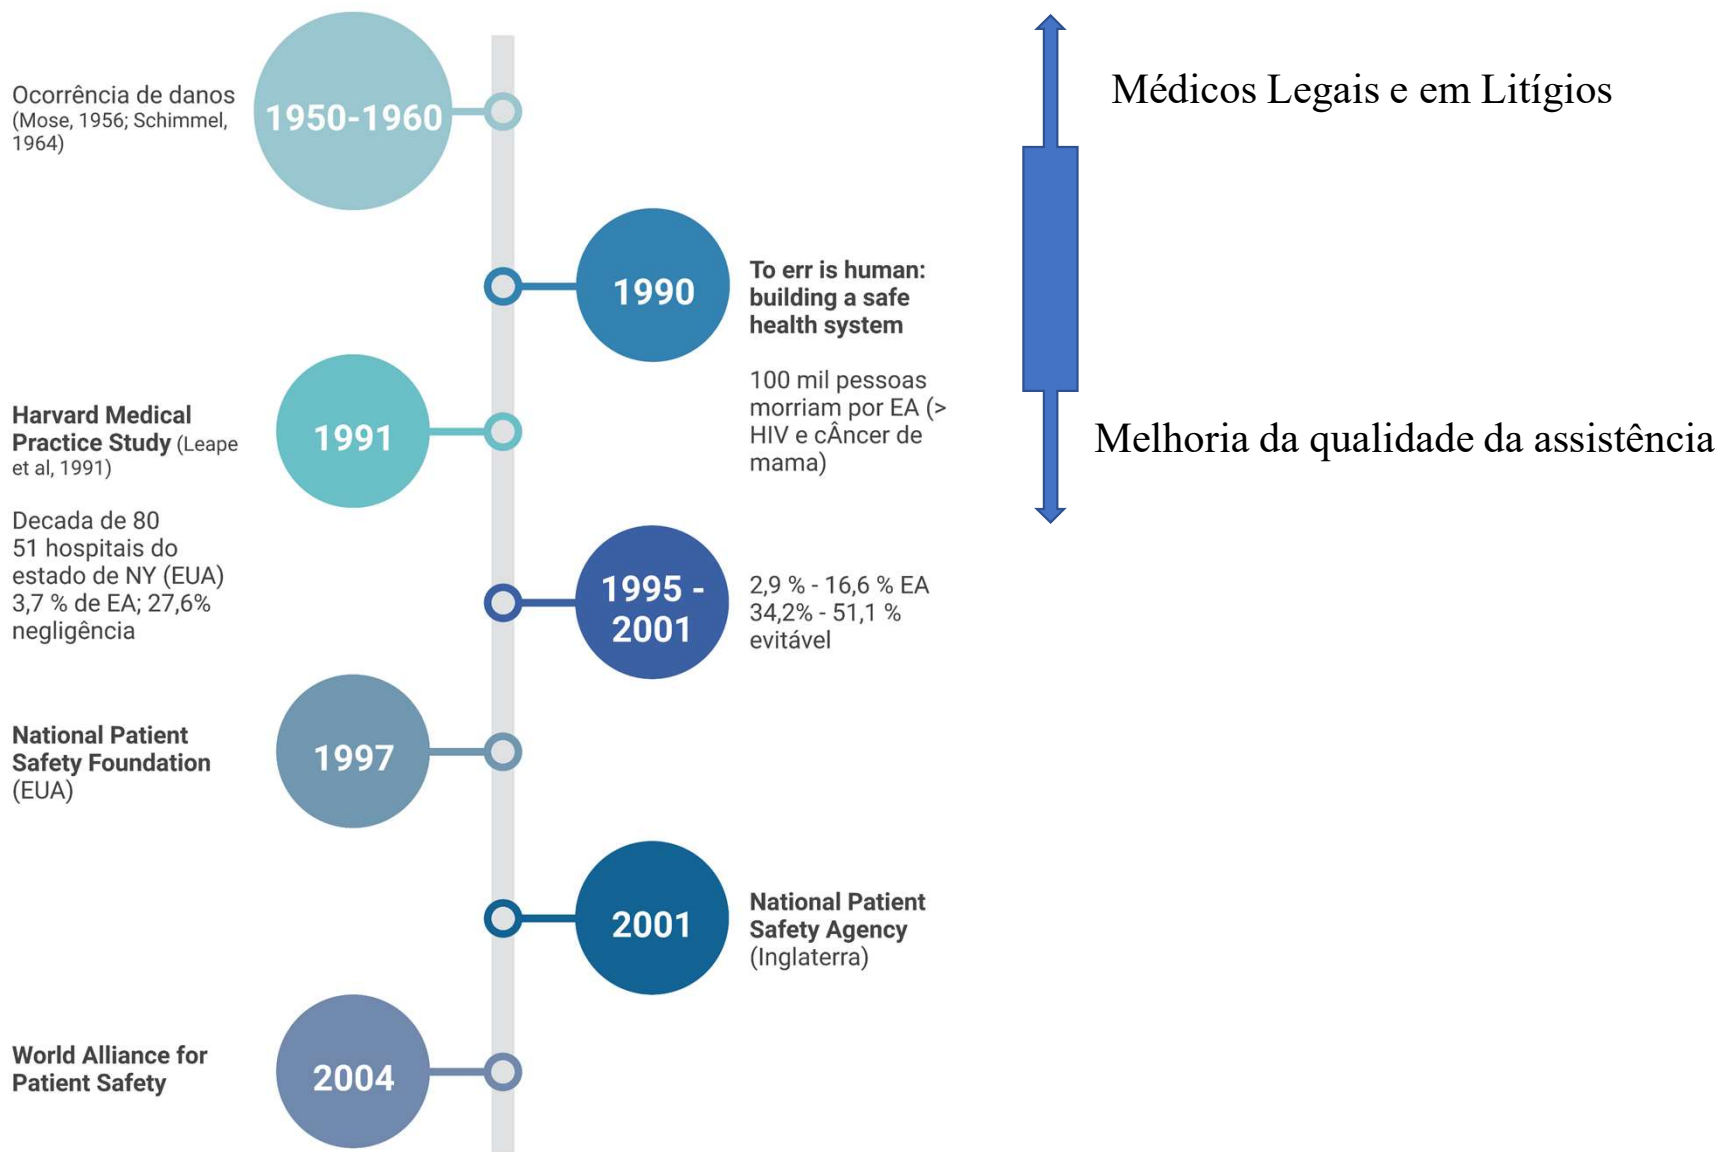 Ocorrência de danos
(Mose, 1956; Schimmel,
1964)
1950-1960
Médicos Legais e em Litígios
1990
To err is human:
building a safe
health system
100 mil pessoas
morriam por EA (>
HIV e cÂncer de
mama)
Harvard Medical
Practice Study (Leape
et al, 1991)
1991
Decada de 80
51 hospitais do
estado de NY (EUA)
3,7 % de EA; 27,6%
negligência
Melhoria da qualidade da assistência
1995 -
2001
2,9 % - 16,6 % EA
34,2% - 51,1 %
evitável
National Patient
Safety Foundation
(EUA)
1997
2001
National Patient
Safety Agency
(Inglaterra)
World Alliance for
Patient Safety
2004